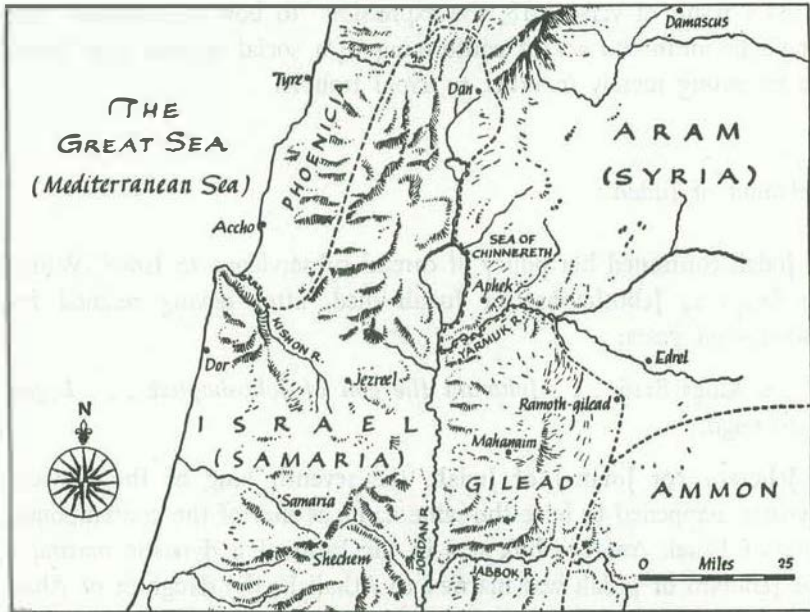 Damascus
Tyre
Dan
THE
GREAT SEA
(Mediterranean Sea)
PHOENICIA
ARAM
(SYRIA)
Accho
SEA OF
CHINNERETH
Aphek
KISHON R.
YARMUK R.
Dor
Edrel
Jezreel
Ramoth-gilead
N
ISRAEL
(SAMARIA)
Mahanaim
GILEAD
AMMON
Samaria
Shechem
JORDAN R.
JABBOK R.
0 Miles 25